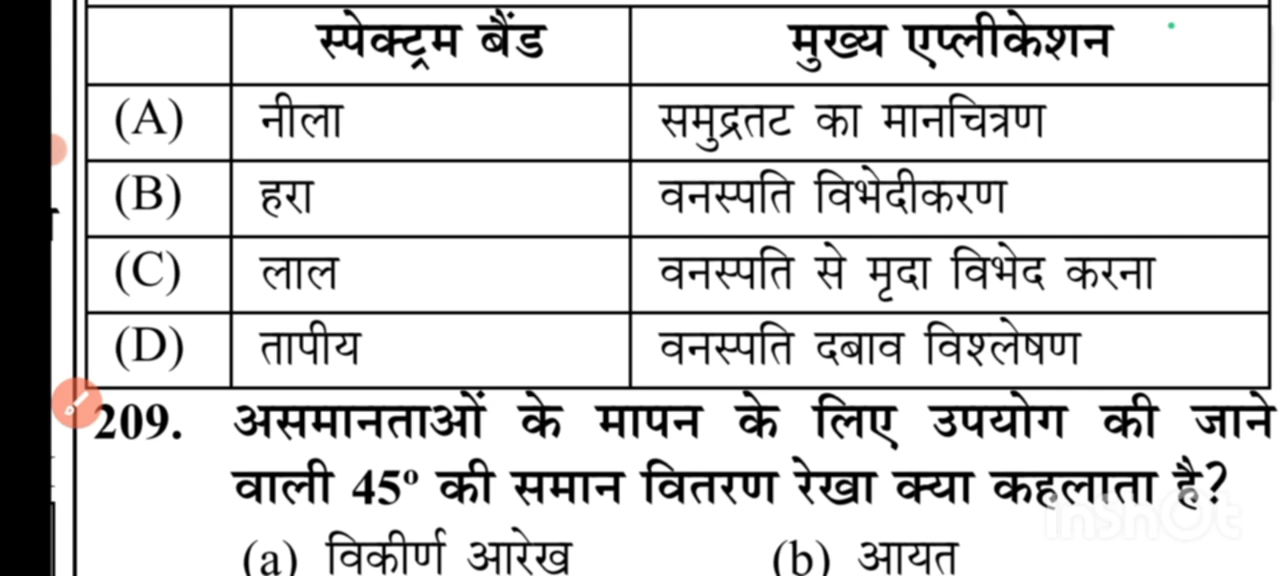 स्पेक्ट्रम बैंड मुख्य एप्लीकेशन
(A) नीला समुद्रतट का मानचित्रण
(B) हरा वनस्पति विभेदीकरण
(C) लाल वनस्पति से मृदा विभेद करना
(D) तापीय वनस्पति दबाव विश्लेषण
209. असमानताओं के मापन के लिए उपयोग की जाने
वाली 45° की समान वितरण रेखा क्या कहलाता है?
InShOt
(a) विकीर्ण आरेख (b) आयत